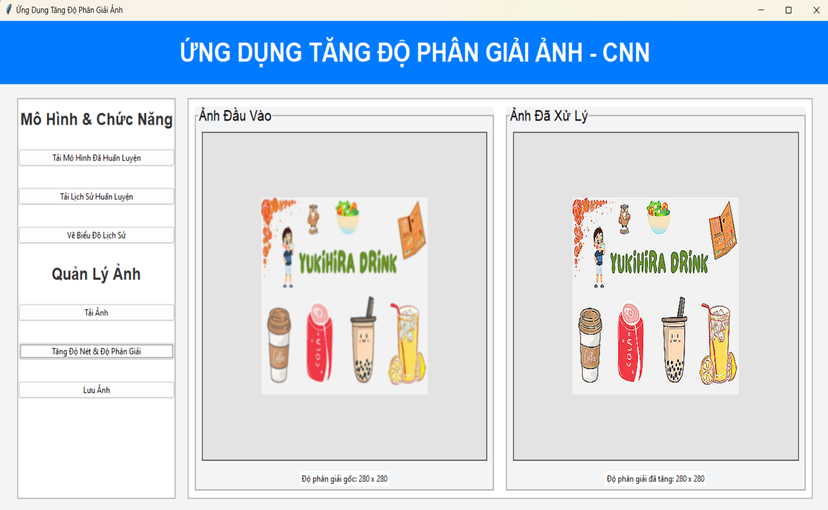 Ứng Dụng Tăng Độ Phân Giải Ảnh
ỨNG DỤNG TĂNG ĐỘ PHÂN GIẢI ẢNH - CNN
Mô Hình & Chức Năng
Tải Mô Hình Đã Huấn Luyện
Tải Lịch Sử Huấn Luyện
Vẽ Biểu Đồ Lịch Sử
Quản Lý Ảnh
Tải Ảnh
Tăng Độ Nét & Độ Phân Giải
Lưu Ảnh
Ảnh Đầu Vào
YUKIHIRA DRINK
COLA
Độ phân giải gốc: 280 x 280
Ảnh Đã Xử Lý
YUKIHIRA DRINK
COLA
Độ phân giải đã tăng: 280 x 280